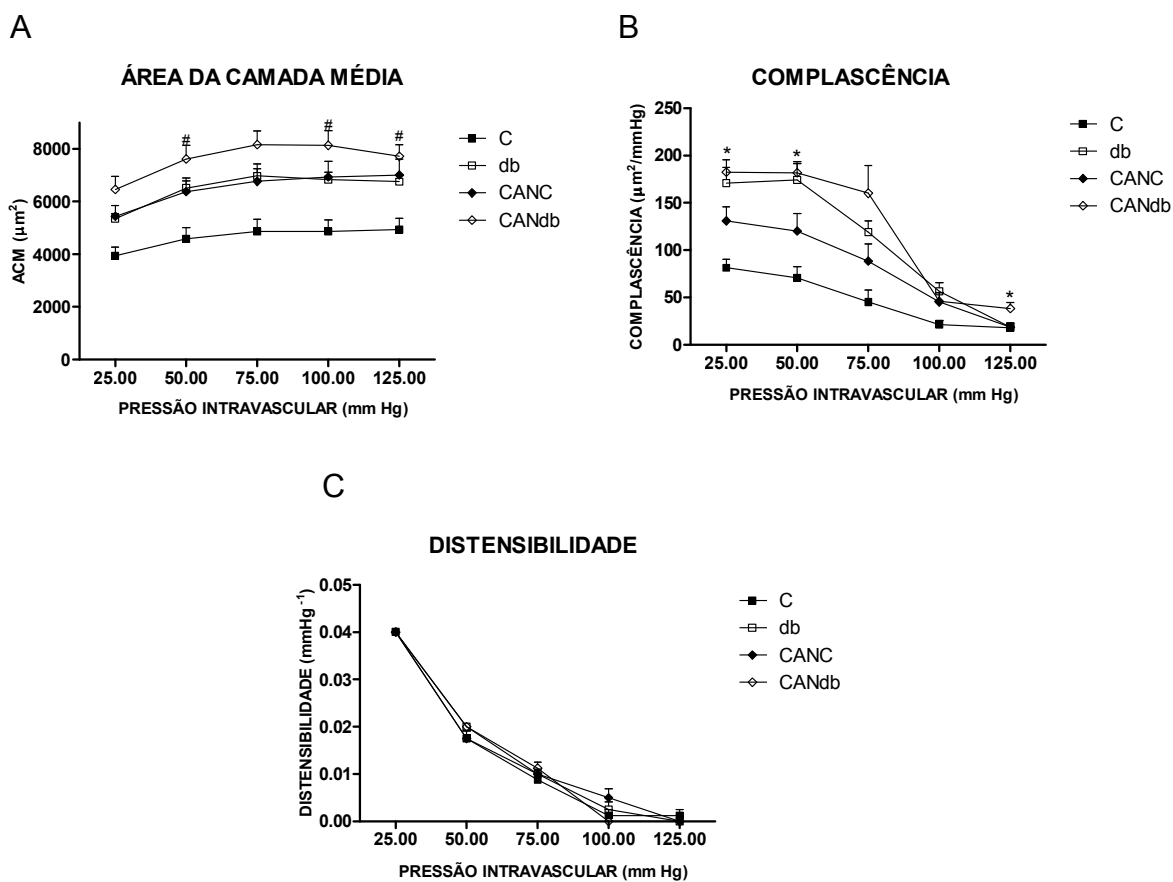 A
ÁREA DA CAMADA MÉDIA
ACM (μm²)
8000
6000
4000
2000
0
# # #
25.00 50.00 75.00 100.00 125.00
PRESSÃO INTRAVASCULAR (mm Hg)
C
db
CANC
CANdb
B
COMPLASCÊNCIA
COMPLASCÊNCIA (μm²/mmHg)
250
200
150
100
50
0
* * *
25.00 50.00 75.00 100.00 125.00
PRESSÃO INTRAVASCULAR (mm Hg)
C
db
CANC
CANdb
C
DISTENSIBILIDADE
DISTENSIBILIDADE (mmHg⁻¹)
0.05
0.04
0.03
0.02
0.01
0.00
25.00 50.00 75.00 100.00 125.00
PRESSÃO INTRAVASCULAR (mm Hg)
C
db
CANC
CANdb